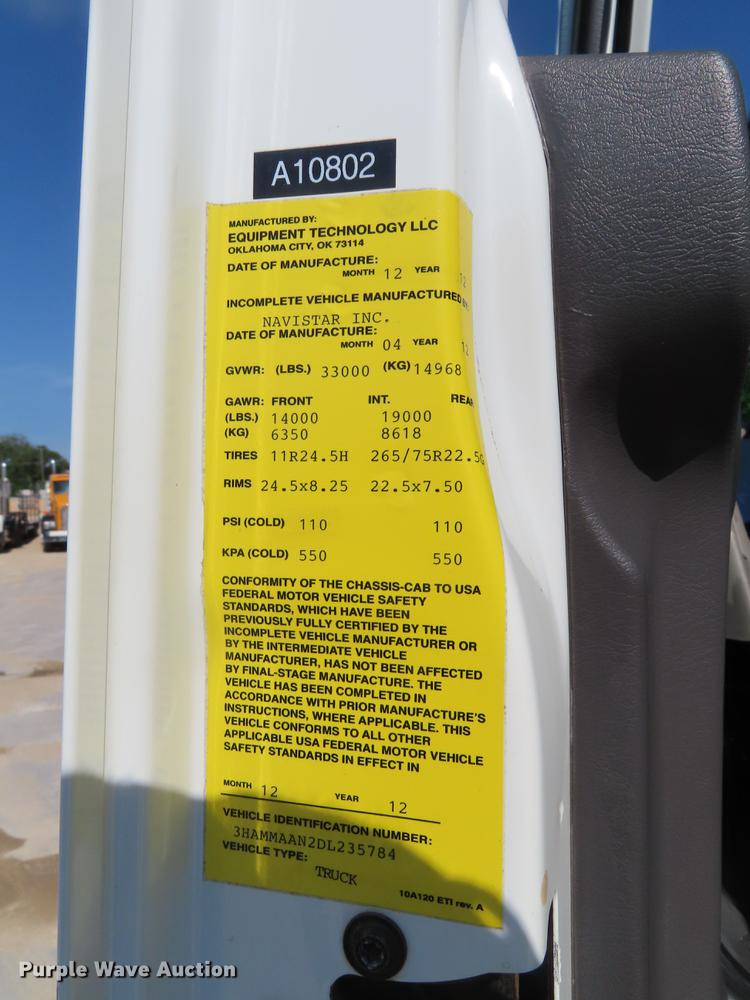 A10802
MANUFACTURED BY:
EQUIPMENT TECHNOLOGY LLC
OKLAHOMA CITY, OK 73114
DATE OF MANUFACTURE:
MONTH 12 YEAR 12
INCOMPLETE VEHICLE MANUFACTURED BY:
NAVISTAR INC.
DATE OF MANUFACTURE:
MONTH 04 YEAR 12
GVWR: (LBS.) 33000 (KG) 14968
GAWR: FRONT INT. REAR
(LBS.) 14000 19000
(KG) 6350 8618
TIRES 11R24.5H 265/75R22.5G
RIMS 24.5x8.25 22.5x7.50
PSI (COLD) 110 110
KPA (COLD) 550 550
CONFORMITY OF THE CHASSIS-CAB TO USA
FEDERAL MOTOR VEHICLE SAFETY
STANDARDS, WHICH HAVE BEEN
PREVIOUSLY FULLY CERTIFIED BY THE
INCOMPLETE VEHICLE MANUFACTURER OR
BY THE INTERMEDIATE VEHICLE
MANUFACTURER, HAS NOT BEEN AFFECTED
BY FINAL-STAGE MANUFACTURE. THE
VEHICLE HAS BEEN COMPLETED IN
ACCORDANCE WITH PRIOR MANUFACTURE'S
INSTRUCTIONS, WHERE APPLICABLE. THIS
VEHICLE CONFORMS TO ALL OTHER
APPLICABLE USA FEDERAL MOTOR VEHICLE
SAFETY STANDARDS IN EFFECT IN
MONTH 12 YEAR 12
VEHICLE IDENTIFICATION NUMBER:
3HAMMAAN2DL235784
VEHICLE TYPE:
TRUCK
10A120 ETI rev. A
Purple Wave Auction